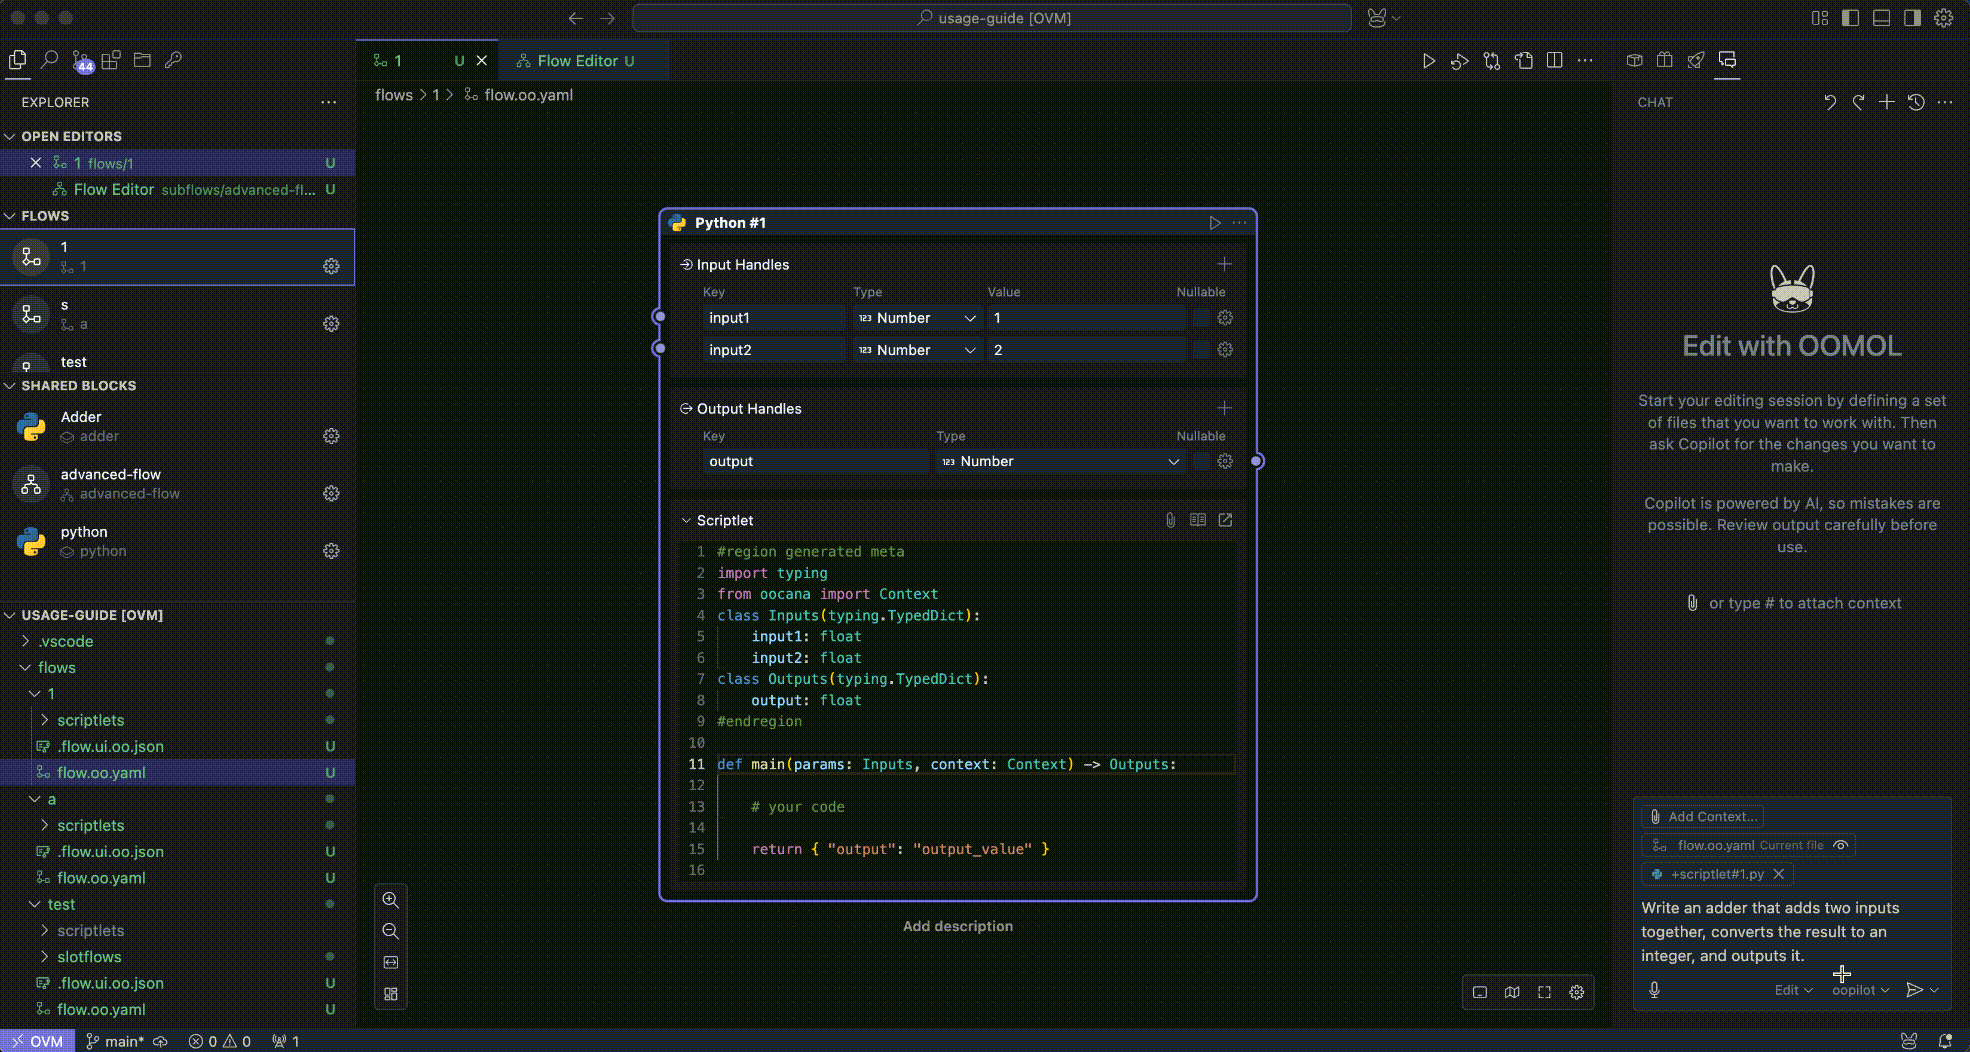 usage-guide [OVM]
44
1 U
Flow Editor U
EXPLORER
OPEN EDITORS
1 flows/1 U
Flow Editor subflows/advanced-fl... U
FLOWS
1
1
s
a
test
SHARED BLOCKS
Adder
adder
advanced-flow
advanced-flow
python
python
USAGE-GUIDE [OVM]
.vscode
flows
1
scriptlets
.flow.ui.oo.json U
flow.oo.yaml U
a
scriptlets
.flow.ui.oo.json U
flow.oo.yaml U
test
scriptlets
slotflows
.flow.ui.oo.json U
flow.oo.yaml U
flows > 1 > flow.oo.yaml
Python #1
Input Handles
Key Type Value Nullable
input1 123 Number 1
input2 123 Number 2
Output Handles
Key Type Nullable
output 123 Number
Scriptlet
1 #region generated meta
2 import typing
3 from oocana import Context
4 class Inputs(typing.TypedDict):
5 input1: float
6 input2: float
7 class Outputs(typing.TypedDict):
8 output: float
9 #endregion
10
11 def main(params: Inputs, context: Context) -> Outputs:
12
13 # your code
14
15 return { "output": "output_value" }
16
Add description
CHAT
Edit with OOMOL
Start your editing session by defining a set
of files that you want to work with. Then
ask Copilot for the changes you want to
make.
Copilot is powered by AI, so mistakes are
possible. Review output carefully before
use.
or type # to attach context
Add Context...
flow.oo.yaml Current file
+scriptlet#1.py
Write an adder that adds two inputs
together, converts the result to an
integer, and outputs it.
Edit oopilot
OVM main* 0 0 1